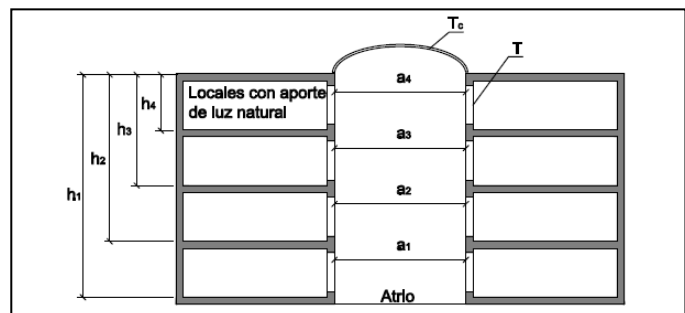 Tc
T
a4
Locales con aporte
de luz natural
h4
a3
h3
h2
a2
h1
a1
Atrio